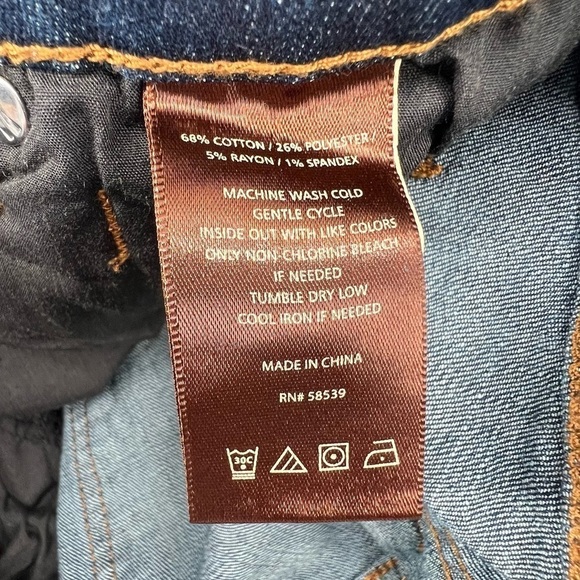 68% COTTON / 26% POLYESTER /
5% RAYON / 1% SPANDEX
MACHINE WASH COLD
GENTLE CYCLE
INSIDE OUT WITH LIKE COLORS
ONLY NON-CHLORINE BLEACH
IF NEEDED
TUMBLE DRY LOW
COOL IRON IF NEEDED
MADE IN CHINA
RN# 58539
30C